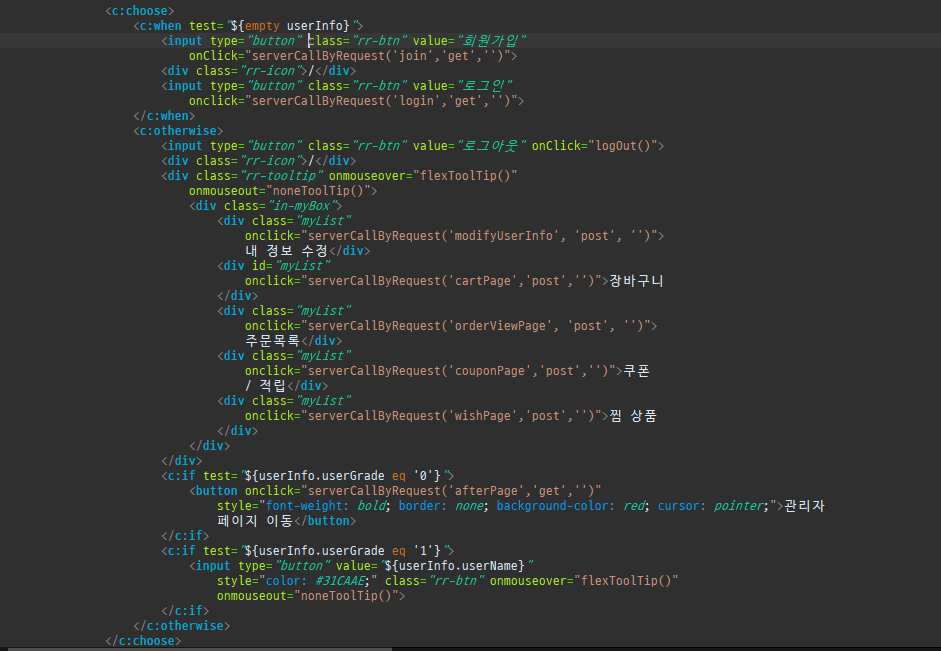 <c:choose>
<c:when test="${empty userInfo}">
<input type="button" class="rr-btn" value="회원가입"
onClick="serverCallByRequest('join','get','')">
<div class="rr-icon">/</div>
<input type="button" class="rr-btn" value="로그인"
onclick="serverCallByRequest('login','get','')">
</c:when>
<c:otherwise>
<input type="button" class="rr-btn" value="로그아웃" onClick="logOut()">
<div class="rr-icon">/</div>
<div class="rr-tooltip" onmouseover="flexToolTip()"
onmouseout="noneToolTip()">
<div class="in-myBox">
<div class="myList"
onclick="serverCallByRequest('modifyUserInfo', 'post', '')">
내 정보 수정</div>
<div id="myList"
onclick="serverCallByRequest('cartPage','post','')">장바구니
</div>
<div class="myList"
onclick="serverCallByRequest('orderViewPage', 'post', '')">
주문목록</div>
<div class="myList"
onclick="serverCallByRequest('couponPage','post','')">쿠폰
/ 적립</div>
<div class="myList"
onclick="serverCallByRequest('wishPage','post','')">찜 상품
</div>
</div>
</div>
<c:if test="${userInfo.userGrade eq '0'}">
<button onclick="serverCallByRequest('afterPage','get','')"
style="font-weight: bold; border: none; background-color: red; cursor: pointer;">관리자
페이지 이동</button>
</c:if>
<c:if test="${userInfo.userGrade eq '1'}">
<input type="button" value="${userInfo.userName}"
style="color: #31CAAE;" class="rr-btn" onmouseover="flexToolTip()"
onmouseout="noneToolTip()">
</c:if>
</c:otherwise>
</c:choose>